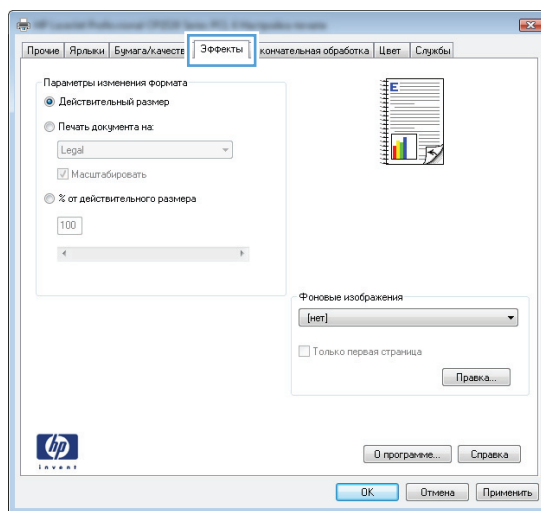 Прочие Ярлыки Бумага/качеств Эффекты кончательная обработка Цвет Службы
Параметры изменения формата
Действительный размер
Печать документа на:
Legal
Масштабировать
% от действительного размера
100
E
Фоновые изображения
[нет]
Только первая страница
Правка...
hp
invent
О программе... Справка
OK Отмена Применить